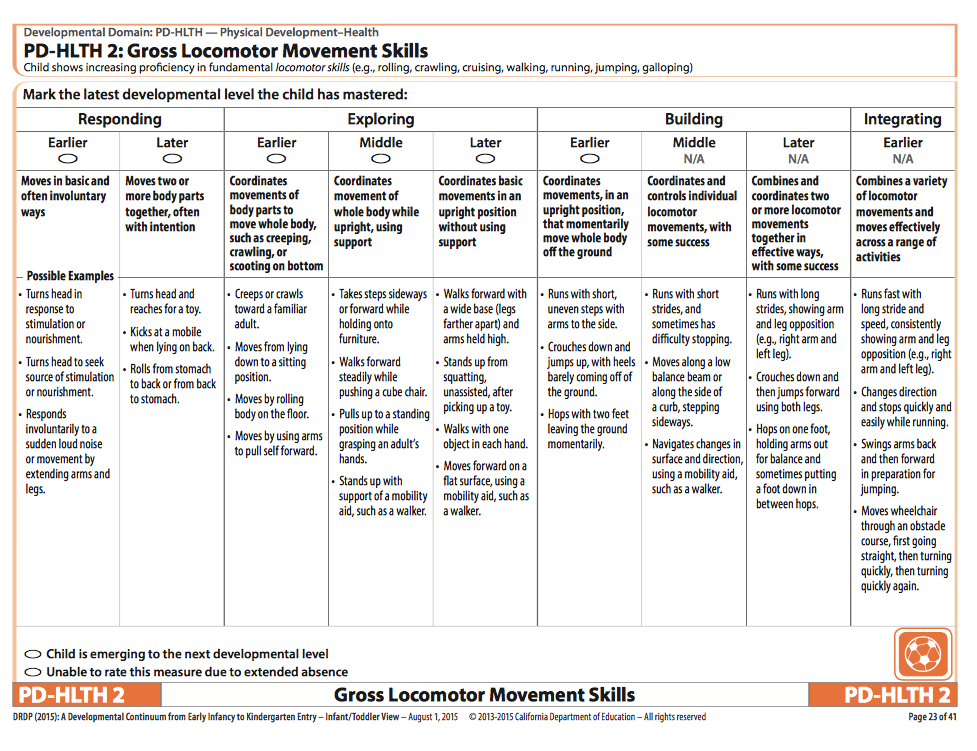 Developmental Domain: PD-HLTH — Physical Development–Health
PD-HLTH 2: Gross Locomotor Movement Skills
Child shows increasing proficiency in fundamental locomotor skills (e.g., rolling, crawling, cruising, walking, running, jumping, galloping)
Mark the latest developmental level the child has mastered:
Responding
Exploring
Building
Integrating
Earlier
Later
Earlier
Middle
Later
Earlier
Middle
Later
Earlier
N/A
N/A
N/A
Moves in basic and
often involuntary
ways
Moves two or
more body parts
together, often
with intention
Coordinates
movements of
body parts to
move whole body,
such as creeping,
crawling, or
scooting on bottom
Coordinates
movement of
whole body while
upright, using
support
Coordinates basic
movements in an
upright position
without using
support
Coordinates
movements, in an
upright position,
that momentarily
move whole body
off the ground
Coordinates and
controls individual
locomotor
movements, with
some success
Combines and
coordinates two
or more locomotor
movements
together in
effective ways,
with some success
Combines a variety
of locomotor
movements and
moves effectively
across a range of
activities
Possible Examples
• Turns head in
response to
stimulation or
nourishment.
• Turns head to seek
source of stimulation
or nourishment.
• Responds
involuntarily to a
sudden loud noise
or movement by
extending arms and
legs.
• Turns head and
reaches for a toy.
• Kicks at a mobile
when lying on back.
• Rolls from stomach
to back or from back
to stomach.
• Creeps or crawls
toward a familiar
adult.
• Moves from lying
down to a sitting
position.
• Moves by rolling
body on the floor.
• Moves by using arms
to pull self forward.
• Takes steps sideways
or forward while
holding onto
furniture.
• Walks forward
steadily while
pushing a cube chair.
• Pulls up to a standing
position while
grasping an adult's
hands.
• Stands up with
support of a mobility
aid, such as a walker.
• Walks forward with
a wide base (legs
farther apart) and
arms held high.
• Stands up from
squatting,
unassisted, after
picking up a toy.
• Walks with one
object in each hand.
• Moves forward on a
flat surface, using a
mobility aid, such as
a walker.
• Runs with short,
uneven steps with
arms to the side.
• Crouches down and
jumps up, with heels
barely coming off of
the ground.
• Hops with two feet
leaving the ground
momentarily.
• Runs with short
strides, and
sometimes has
difficulty stopping.
• Moves along a low
balance beam or
along the side of
a curb, stepping
sideways.
• Navigates changes in
surface and direction,
using a mobility aid,
such as a walker.
• Runs with long
strides, showing arm
and leg opposition
(e.g., right arm and
left leg).
• Crouches down and
then jumps forward
using both legs.
• Hops on one foot,
holding arms out
for balance and
sometimes putting
a foot down in
between hops.
• Runs fast with
long stride and
speed, consistently
showing arm and leg
opposition (e.g., right
arm and left leg).
• Changes direction
and stops quickly and
easily while running.
• Swings arms back
and then forward
in preparation for
jumping.
• Moves wheelchair
through an obstacle
course, first going
straight, then turning
quickly, then turning
quickly again.
Child is emerging to the next developmental level
Unable to rate this measure due to extended absence
PD-HLTH 2
Gross Locomotor Movement Skills
PD-HLTH 2
DRDP (2015): A Developmental Continuum from Early Infancy to Kindergarten Entry – Infant/Toddler View – August 1, 2015 © 2013-2015 California Department of Education – All rights reserved
Page 23 of 41